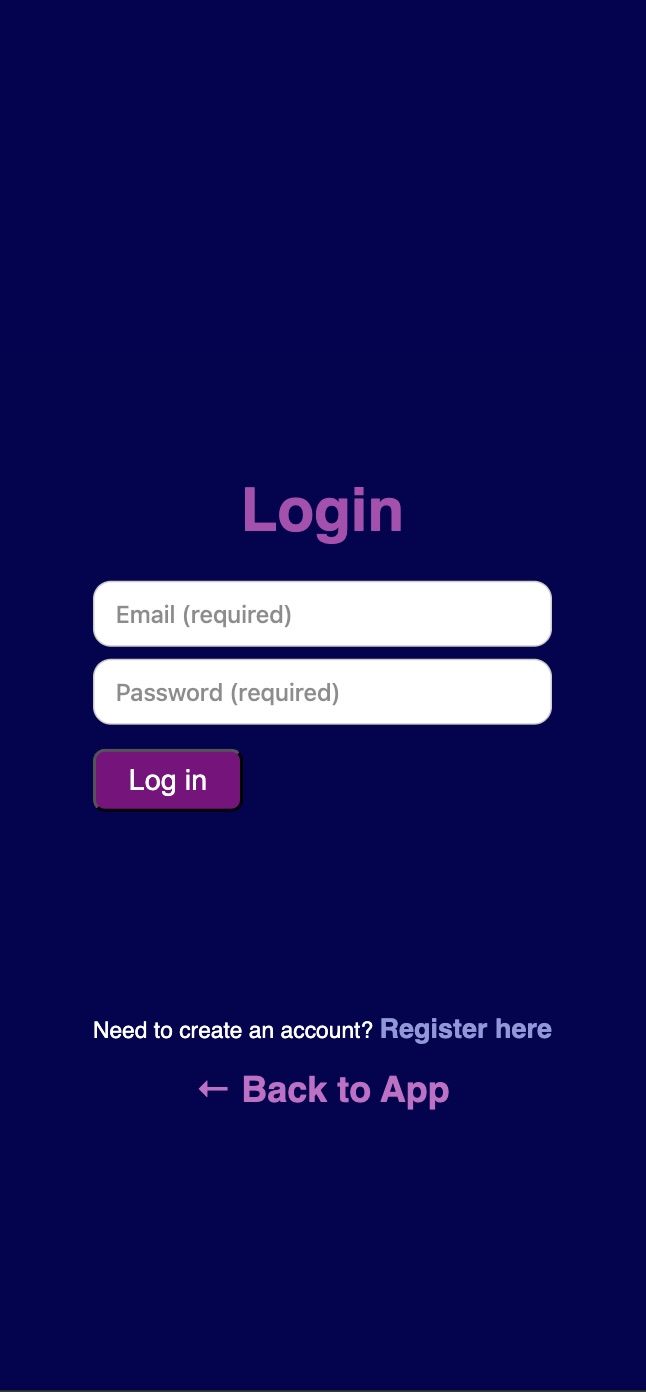 Login
Email (required)
Password (required)
Log in
Need to create an account? Register here
← Back to App